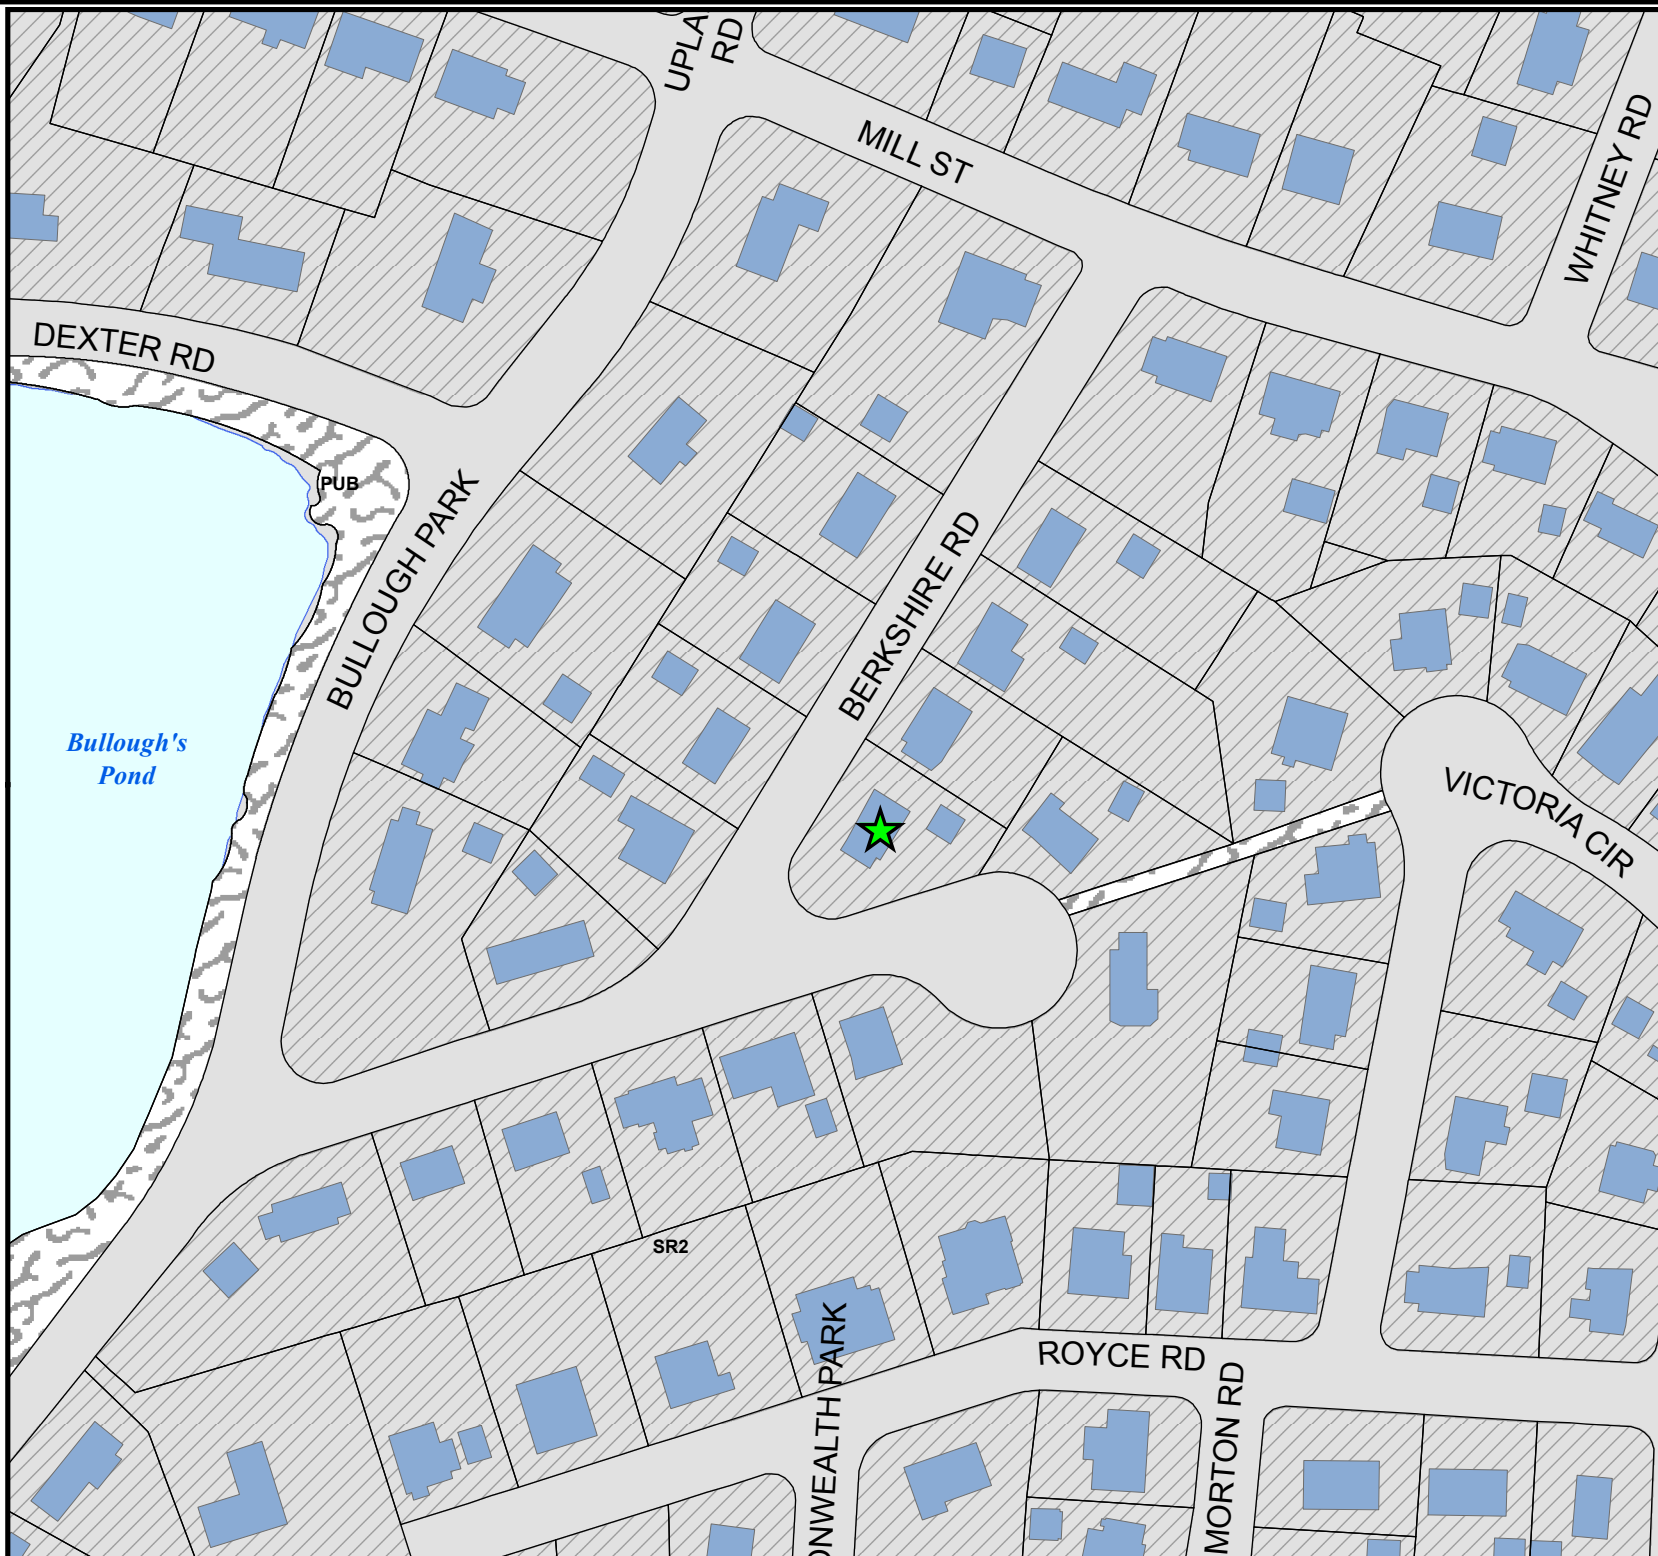 UPLA
RD
MILL ST
WHITNEY RD
DEXTER RD
PUB
BULLOUGH PARK
BERKSHIRE RD
Bullough's
Pond
VICTORIA CIR
SR2
ONWEALTH PARK
ROYCE RD
MORTON RD